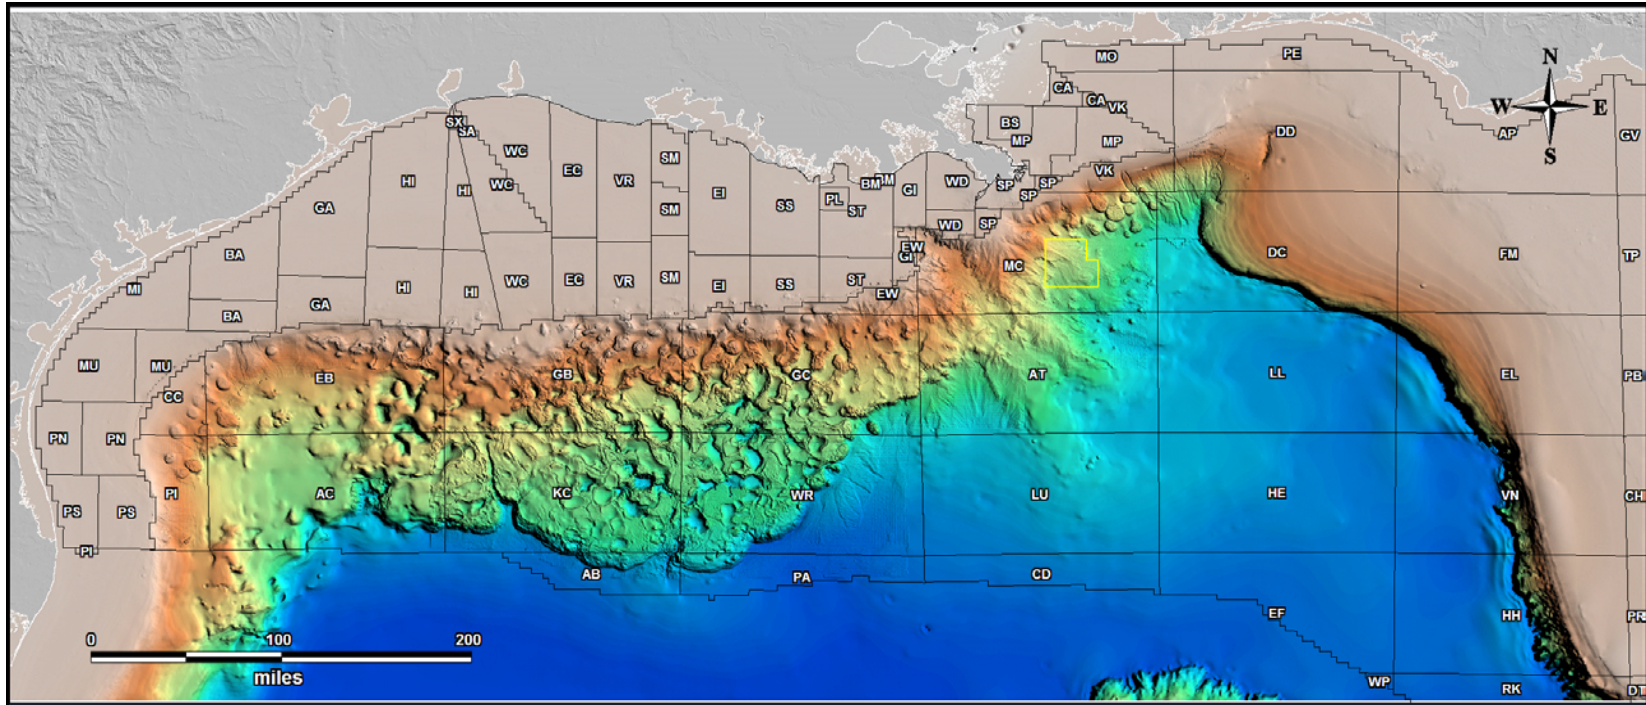 N
W E
S
MO
PE
CA
CA
VK
BS
MP
MP
DD
AP
GV
SX
SA
WC
WC
HI
HI
EC
VR
SM
SM
EI
SS
PL
ST
BM
BM
GI
WD
SP
SP
SP
VK
GA
BA
MI
WD
SP
EW
GI
MC
DC
FM
TP
HI
HI
WC
EC
VR
SM
EI
SS
ST
EW
GA
BA
MU
MU
CC
EB
GB
GC
AT
LL
EL
PB
PN
PN
PS
PS
PI
PI
AC
KC
WR
LU
HE
VN
CH
AB
PA
CD
EF
HH
PR
WP
RK
DT
0 100 200
miles